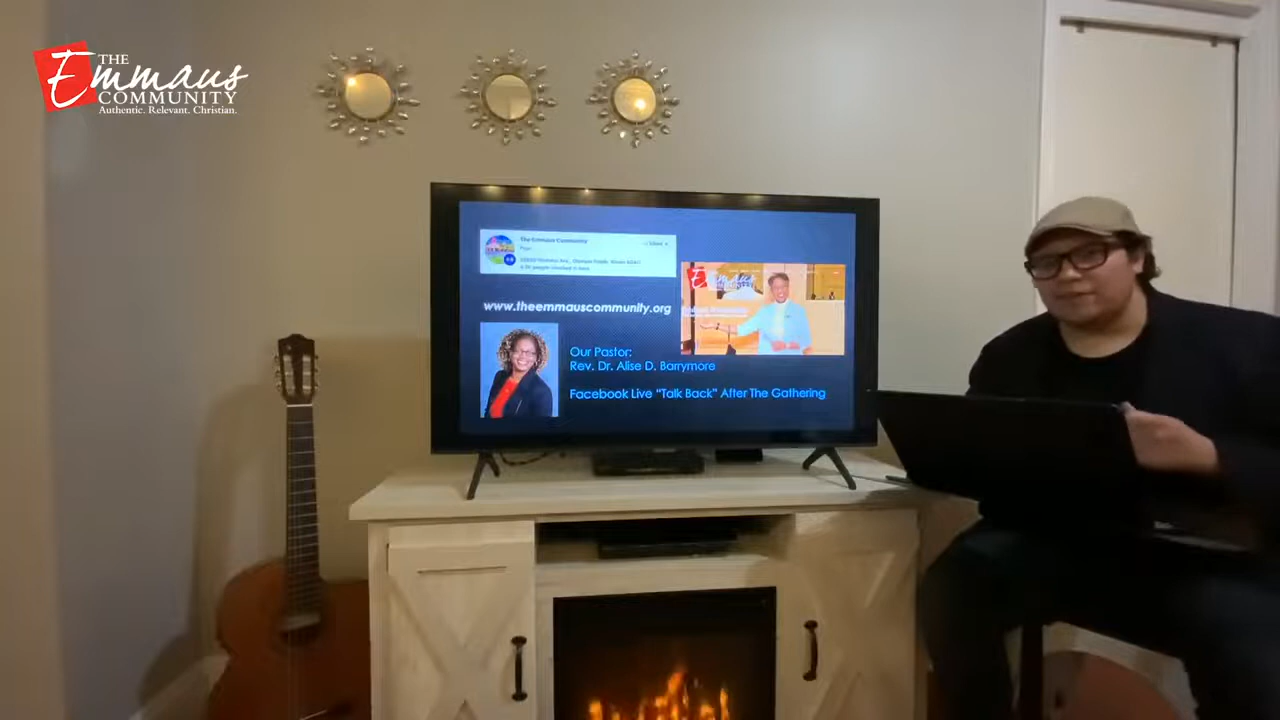 THE
Emmaus
COMMUNITY
Authentic. Relevant. Christian.
The Emmaus Community
www.theemmauscommunity.org
Our Pastor:
Rev. Dr. Alise D. Barrymore
Facebook Live “Talk Back” After The Gathering